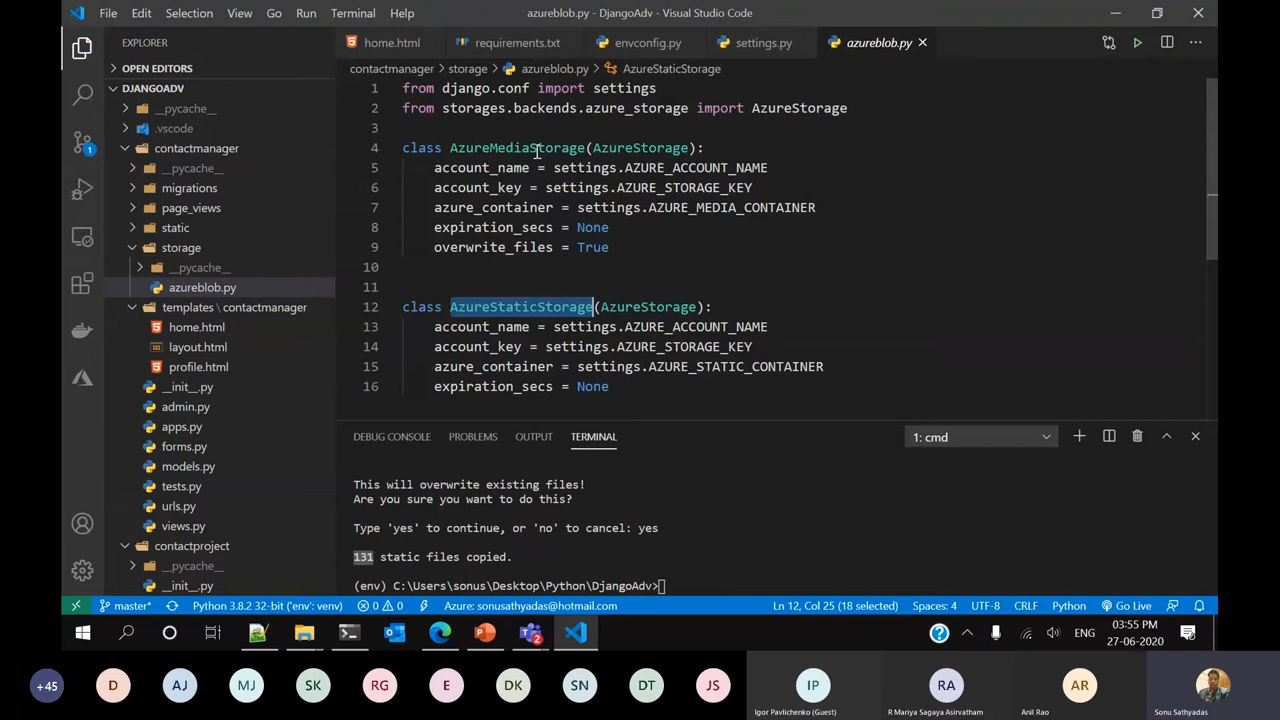 File Edit Selection View Go Run Terminal Help
azureblob.py - DjangoAdv - Visual Studio Code
EXPLORER
home.html
requirements.txt
envconfig.py
settings.py
azureblob.py
OPEN EDITORS
DJANGOADV
__pycache__
.vscode
contactmanager
__pycache__
migrations
page_views
static
storage
__pycache__
azureblob.py
templates \ contactmanager
home.html
layout.html
profile.html
__init__.py
admin.py
apps.py
forms.py
models.py
tests.py
urls.py
views.py
contactproject
__pycache__
__init__.py
1
contactmanager > storage > azureblob.py > AzureStaticStorage
1 from django.conf import settings
2 from storages.backends.azure_storage import AzureStorage
3
4 class AzureMediaStorage(AzureStorage):
5 account_name = settings.AZURE_ACCOUNT_NAME
6 account_key = settings.AZURE_STORAGE_KEY
7 azure_container = settings.AZURE_MEDIA_CONTAINER
8 expiration_secs = None
9 overwrite_files = True
10
11
12 class AzureStaticStorage(AzureStorage):
13 account_name = settings.AZURE_ACCOUNT_NAME
14 account_key = settings.AZURE_STORAGE_KEY
15 azure_container = settings.AZURE_STATIC_CONTAINER
16 expiration_secs = None
DEBUG CONSOLE PROBLEMS OUTPUT TERMINAL
1: cmd
This will overwrite existing files!
Are you sure you want to do this?
Type 'yes' to continue, or 'no' to cancel: yes
131 static files copied.
(env) C:\Users\sonus\Desktop\Python\DjangoAdv>
master* Python 3.8.2 32-bit ('env': venv) 0 0 Azure: sonusathyadas@hotmail.com Ln 12, Col 25 (18 selected) Spaces: 4 UTF-8 CRLF Python Go Live
2
ENG
03:55 PM
27-06-2020
+45 D AJ MJ SK RG E DK SN DT JS IP RA AR
Igor Pavlichenko (Guest) R Mariya Sagaya Asirvatham Anil Rao Sonu Sathyadas